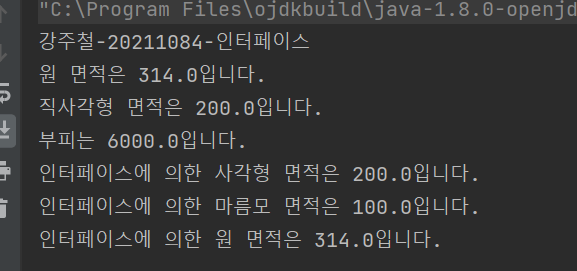 "C:\Program Files\ojdkbuild\java-1.8.0-openjd
강주철-20211084-인터페이스
원 면적은 314.0입니다.
직사각형 면적은 200.0입니다.
부피는 6000.0입니다.
인터페이스에 의한 사각형 면적은 200.0입니다.
인터페이스에 의한 마름모 면적은 100.0입니다.
인터페이스에 의한 원 면적은 314.0입니다.